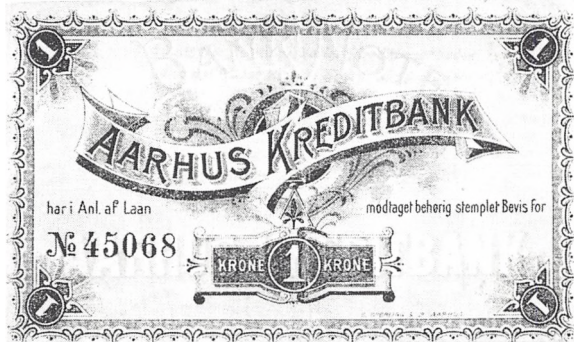 1 1
AARHUS KREDITBANK
har i Anl. af Laan modtaget behørig stemplet Bevis for
№ 45068
KRONE 1 KRONE
1 1